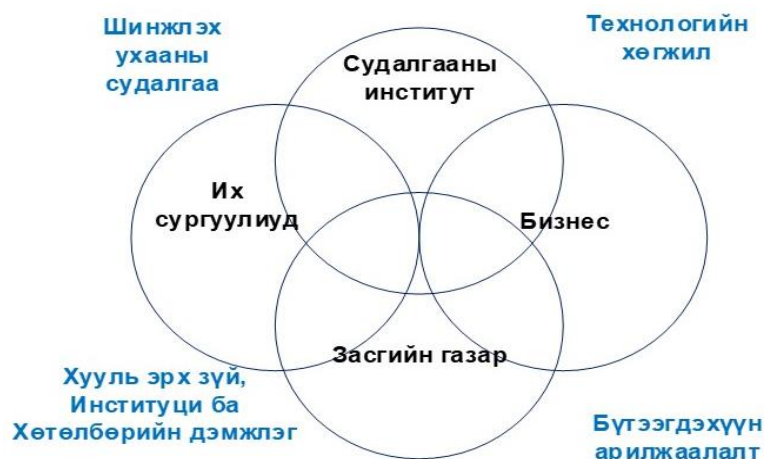 Шинжлэх
ухааны
судалгаа
Технологийн
хөгжил
Судалгааны
институт
Их
сургуулиуд
Бизнес
Засгийн газар
Хууль эрх зүй,
Институци ба
Хөтөлбөрийн дэмжлэг
Бүтээгдэхүүн
арилжаалалт